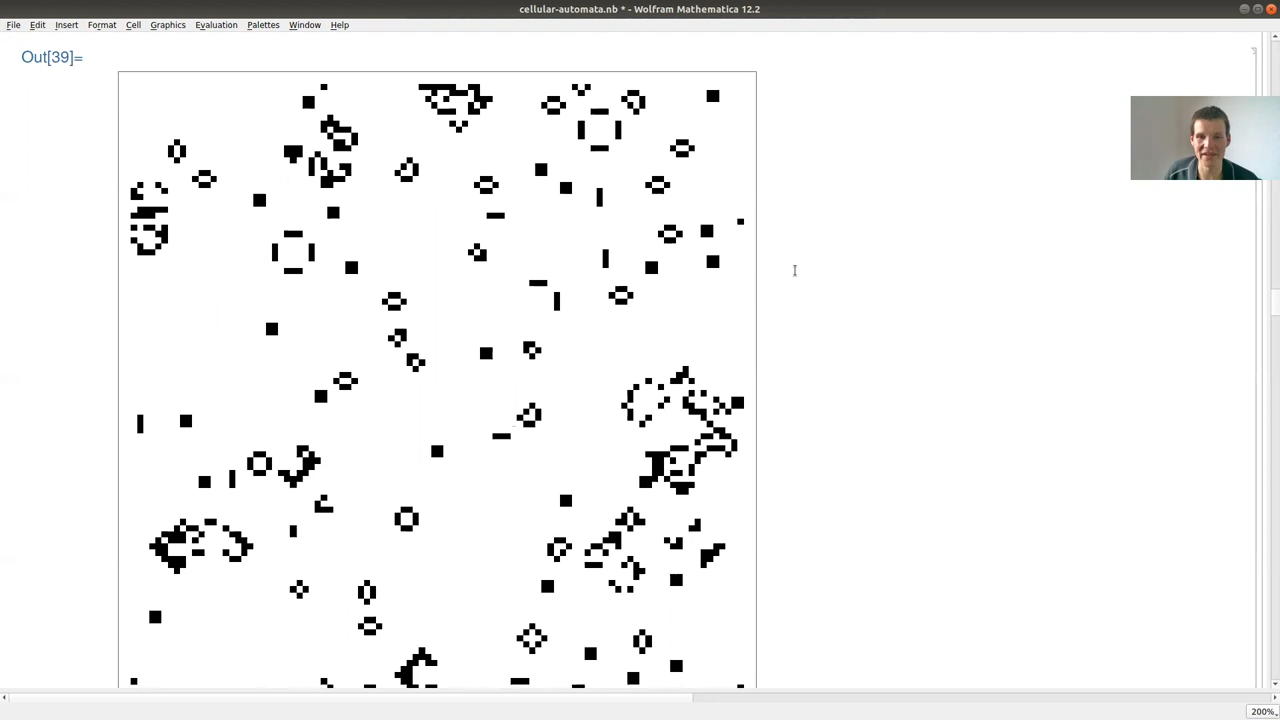 cellular-automata.nb * - Wolfram Mathematica 12.2
File Edit Insert Format Cell Graphics Evaluation Palettes Window Help
Out[39]=
200%